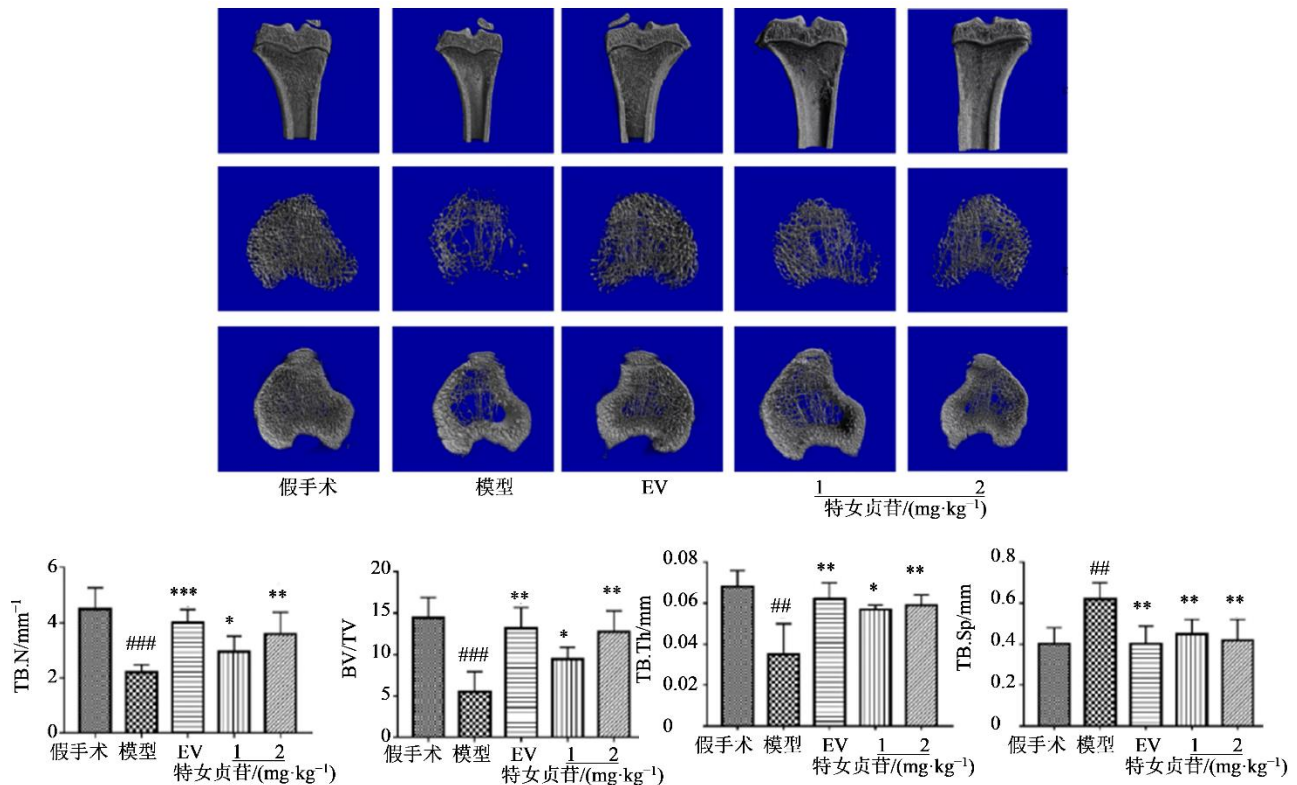 假手术 模型 EV 1 2
特女贞苷/(mg·kg⁻¹)
TB.N/mm⁻¹
6
4
2
0
###
***
*
**
假手术 模型 EV 1 2
特女贞苷/(mg·kg⁻¹)
BV/TV
20
15
10
5
0
###
**
*
**
假手术 模型 EV 1 2
特女贞苷/(mg·kg⁻¹)
TB.Th/mm
0.08
0.06
0.04
0.02
0
##
**
*
**
假手术 模型 EV 1 2
特女贞苷/(mg·kg⁻¹)
TB.Sp/mm
0.8
0.6
0.4
0.2
0
##
**
**
**
假手术 模型 EV 1 2
特女贞苷/(mg·kg⁻¹)